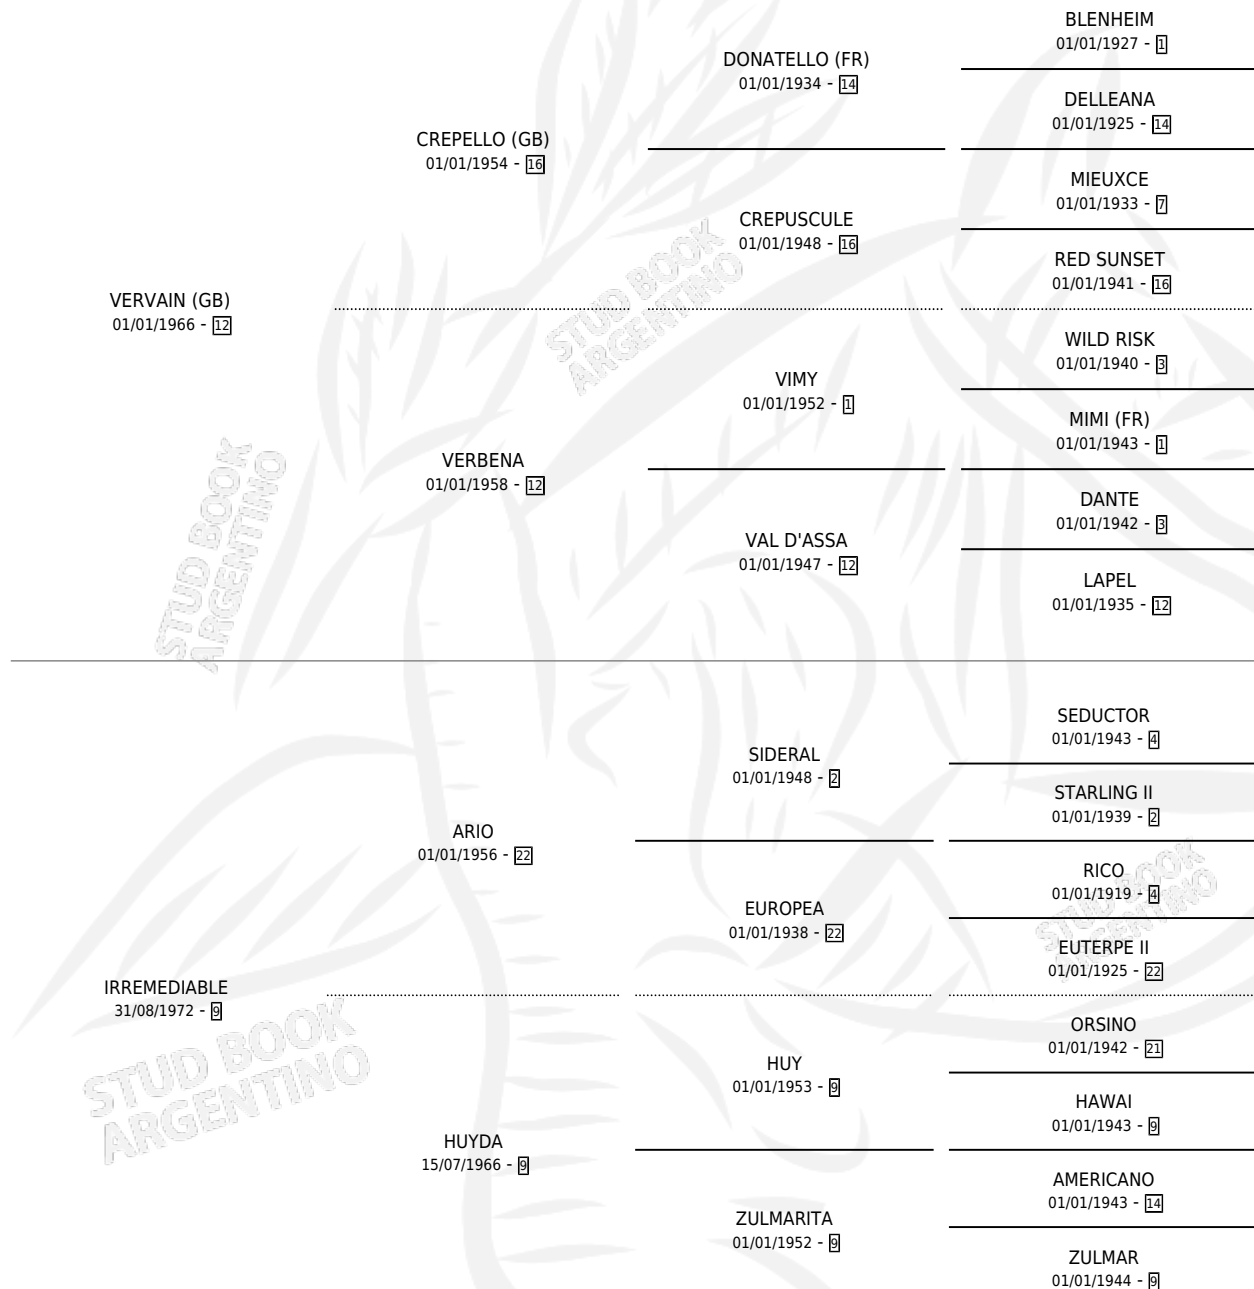 BLENHEIM
01/01/1927 - 1
DONATELLO (FR)
01/01/1934 - 14
DELLEANA
01/01/1925 - 14
CREPELLO (GB)
01/01/1954 - 16
MIEUXCE
01/01/1933 - 7
CREPUSCULE
01/01/1948 - 16
RED SUNSET
01/01/1941 - 16
VERVAIN (GB)
01/01/1966 - 12
STUD BOOK
ARGENTINO
WILD RISK
01/01/1940 - 3
VIMY
01/01/1952 - 1
MIMI (FR)
01/01/1943 - 1
VERBENA
01/01/1958 - 12
DANTE
01/01/1942 - 3
VAL D'ASSA
01/01/1947 - 12
LAPEL
01/01/1935 - 12
STUD BOOK
ARGENTINO
SEDUCTOR
01/01/1943 - 4
SIDERAL
01/01/1948 - 2
STARLING II
01/01/1939 - 2
ARIO
01/01/1956 - 22
RICO
01/01/1919 - 4
EUROPEA
01/01/1938 - 22
STUD BOOK
ARGENTINO
EUTERPE II
01/01/1925 - 22
IRREMEDIABLE
31/08/1972 - 9
STUD BOOK
ARGENTINO
ORSINO
01/01/1942 - 21
HUY
01/01/1953 - 9
HAWAI
01/01/1943 - 9
HUYDA
15/07/1966 - 9
AMERICANO
01/01/1943 - 14
ZULMARITA
01/01/1952 - 9
ZULMAR
01/01/1944 - 9